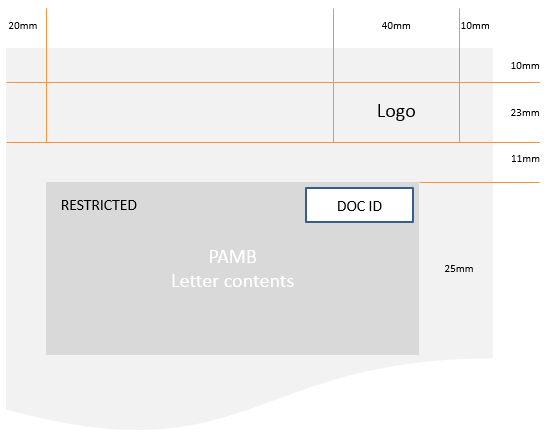 20mm
40mm
10mm
10mm
Logo
23mm
11mm
RESTRICTED
DOC ID
PAMB
Letter contents
25mm